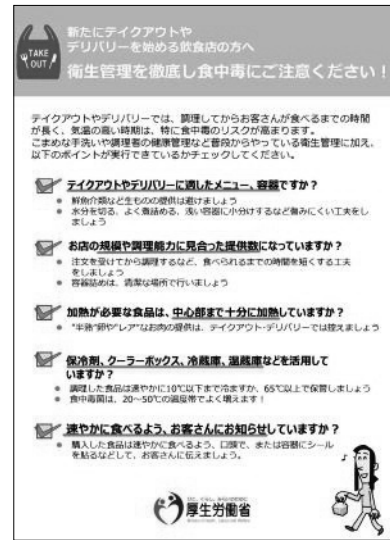 TAKE
OUT
新たにテイクアウトや
デリバリーを始める飲食店の方へ
衛生管理を徹底し食中毒にご注意ください!
テイクアウトやデリバリーでは、調理してからお客さんが食べるまでの時間
が長く、気温の高い時期は、特に食中毒のリスクが高まります。
こまめな手洗いや調理者の健康管理など普段からやっている衛生管理に加え、
以下のポイントが実行できているかチェックしてください。
テイクアウトやデリバリーに適したメニュー、容器ですか?
● 鮮魚介類など生ものの提供は避けましょう
● 水分を切る、よく煮詰める、浅い容器に小分けするなど傷みにくい工夫をし
ましょう
お店の規模や調理能力に見合った提供数になっていますか?
● 注文を受けてから調理するなど、食べられるまでの時間を短くする工夫
をしましょう
● 容器詰めは、清潔な場所で行いましょう
加熱が必要な食品は、中心部まで十分に加熱していますか?
● "半熟"卵や"レア"なお肉の提供は、テイクアウト・デリバリーでは控えましょう
保冷剤、クーラーボックス、冷蔵庫、温蔵庫などを活用して
いますか?
● 調理した食品は速やかに10℃以下まで冷ますか、65℃以上で保管しましょう
● 食中毒菌は、20~50℃の温度帯でよく増えます!
速やかに食べるよう、お客さんにお知らせしていますか?
● 購入した食品は速やかに食べるよう、口頭で、または容器にシール
を貼るなどして、お客さんに伝えましょう。
厚生労働省